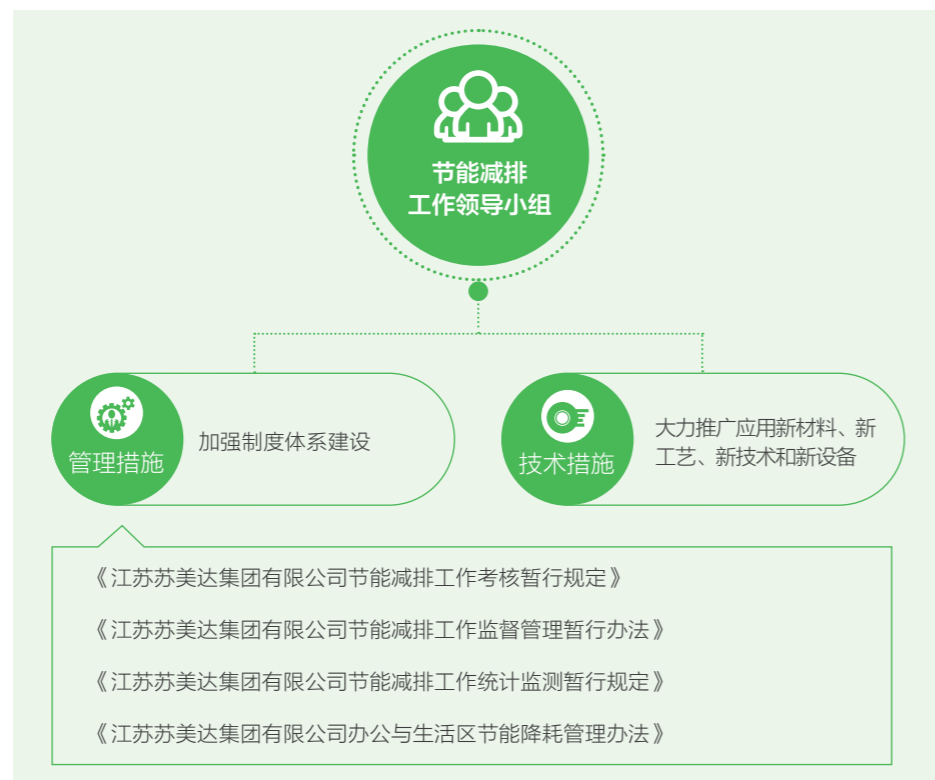 节能减排
工作领导小组
管理措施
加强制度体系建设
技术措施
大力推广应用新材料、新
工艺、新技术和新设备
《江苏苏美达集团有限公司节能减排工作考核暂行规定》
《江苏苏美达集团有限公司节能减排工作监督管理暂行办法》
《江苏苏美达集团有限公司节能减排工作统计监测暂行规定》
《江苏苏美达集团有限公司办公与生活区节能降耗管理办法》